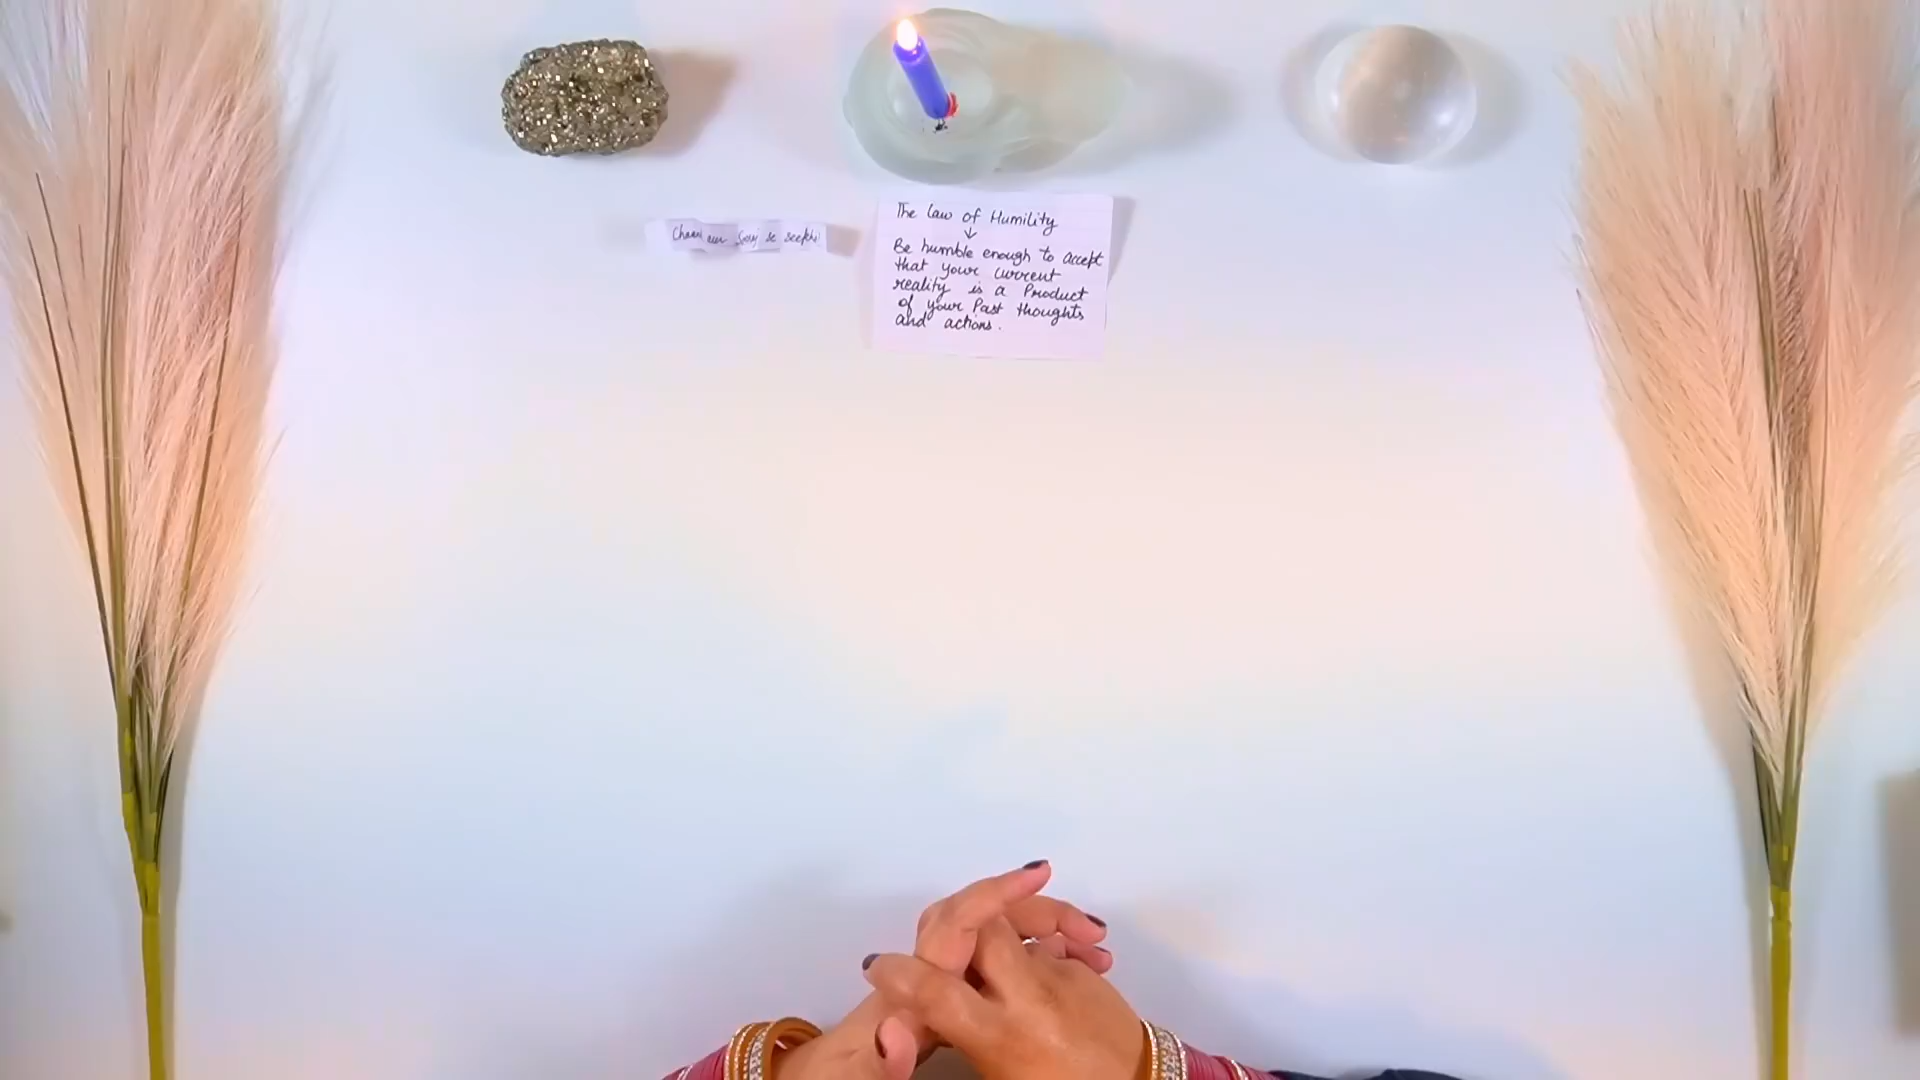 The Law of Humility
Be humble enough to accept
that your current
reality is a Product
of your Past thoughts
and actions.
se